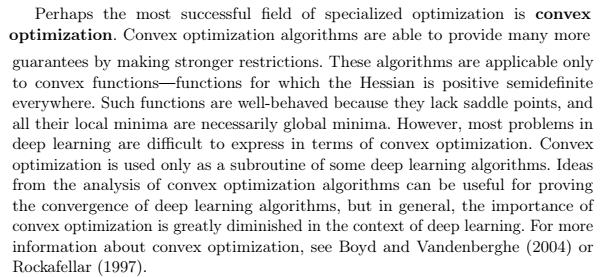 Perhaps the most successful field of specialized optimization is convex
optimization. Convex optimization algorithms are able to provide many more
guarantees by making stronger restrictions. These algorithms are applicable only
to convex functions—functions for which the Hessian is positive semidefinite
everywhere. Such functions are well-behaved because they lack saddle points, and
all their local minima are necessarily global minima. However, most problems in
deep learning are difficult to express in terms of convex optimization. Convex
optimization is used only as a subroutine of some deep learning algorithms. Ideas
from the analysis of convex optimization algorithms can be useful for proving
the convergence of deep learning algorithms, but in general, the importance of
convex optimization is greatly diminished in the context of deep learning. For more
information about convex optimization, see Boyd and Vandenberghe (2004) or
Rockafellar (1997).